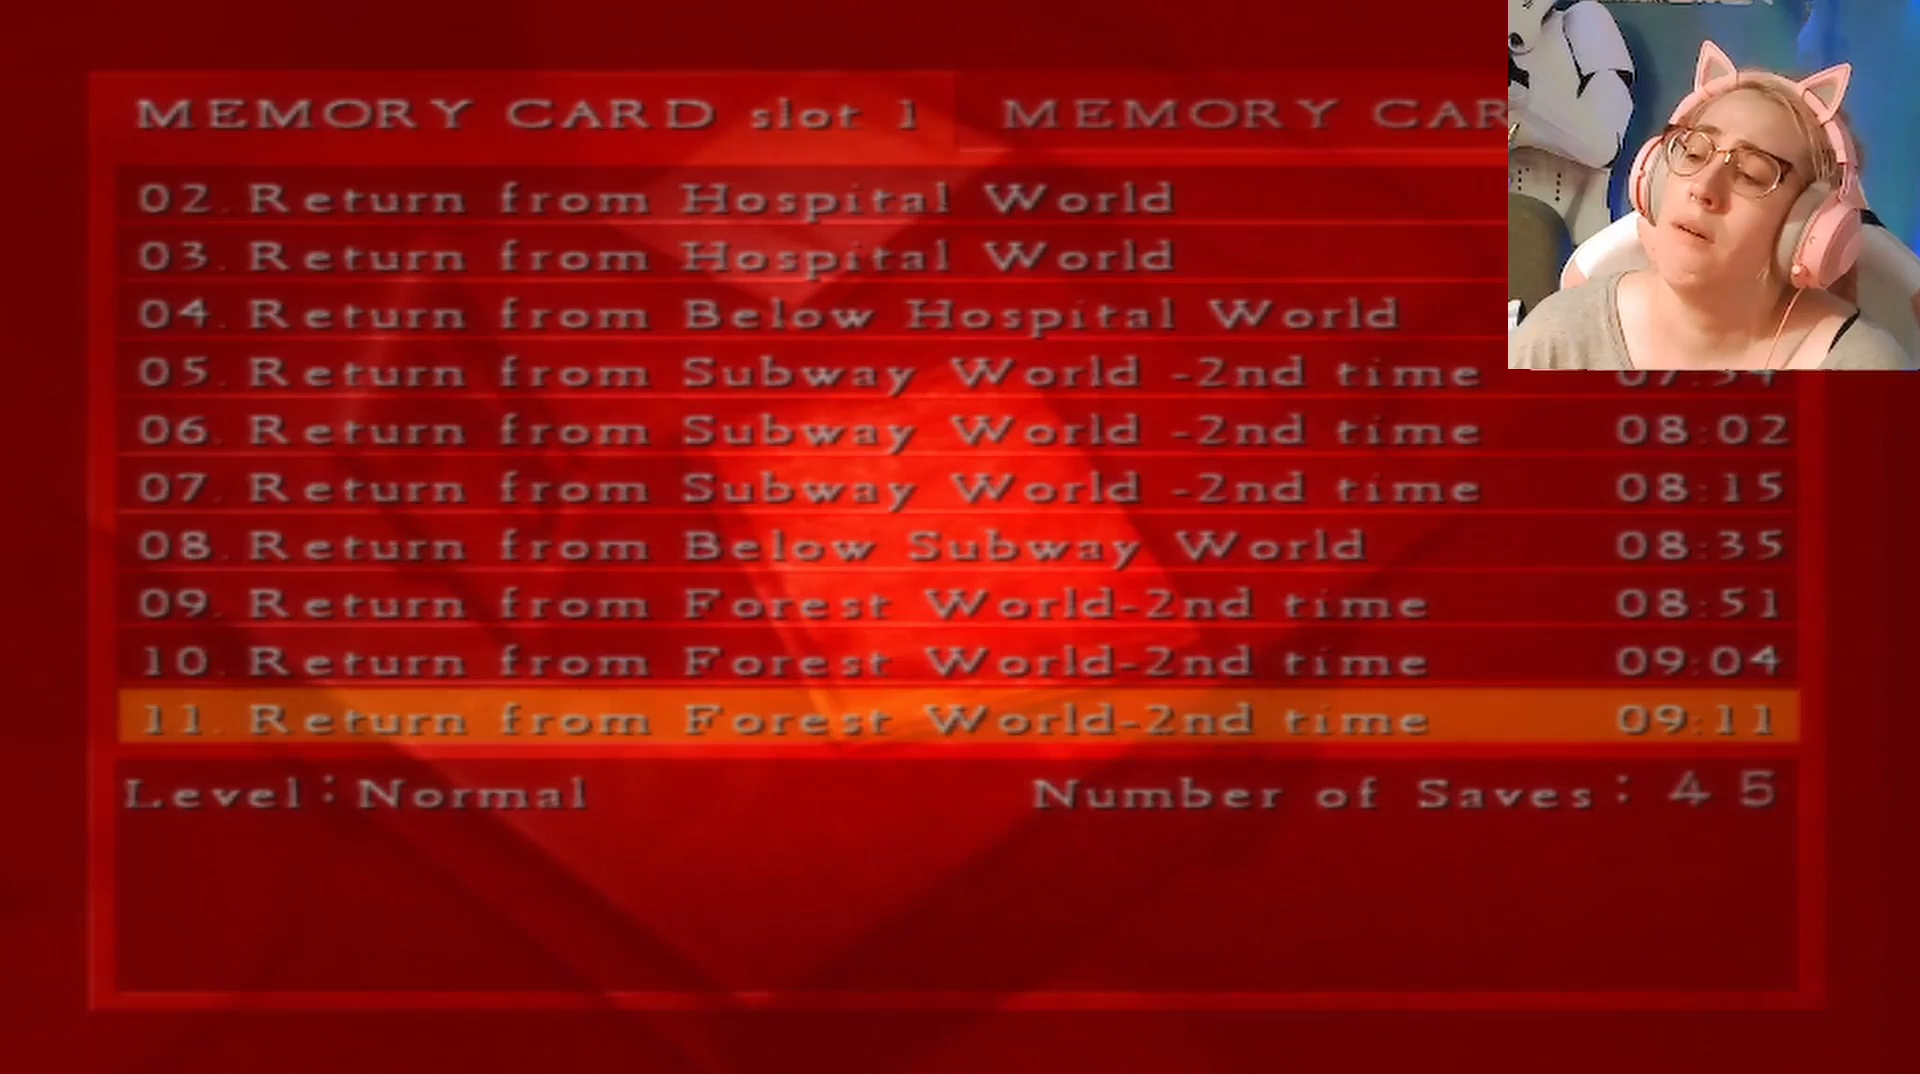 MEMORY CARD slot 1 MEMORY CAR
02. Return from Hospital World
03. Return from Hospital World
04. Return from Below Hospital World
05. Return from Subway World -2nd time
06. Return from Subway World -2nd time 08:02
07. Return from Subway World -2nd time 08:15
08. Return from Below Subway World 08:35
09. Return from Forest World-2nd time 08:51
10. Return from Forest World-2nd time 09:04
11. Return from Forest World-2nd time 09:11
Level:Normal Number of Saves: 45